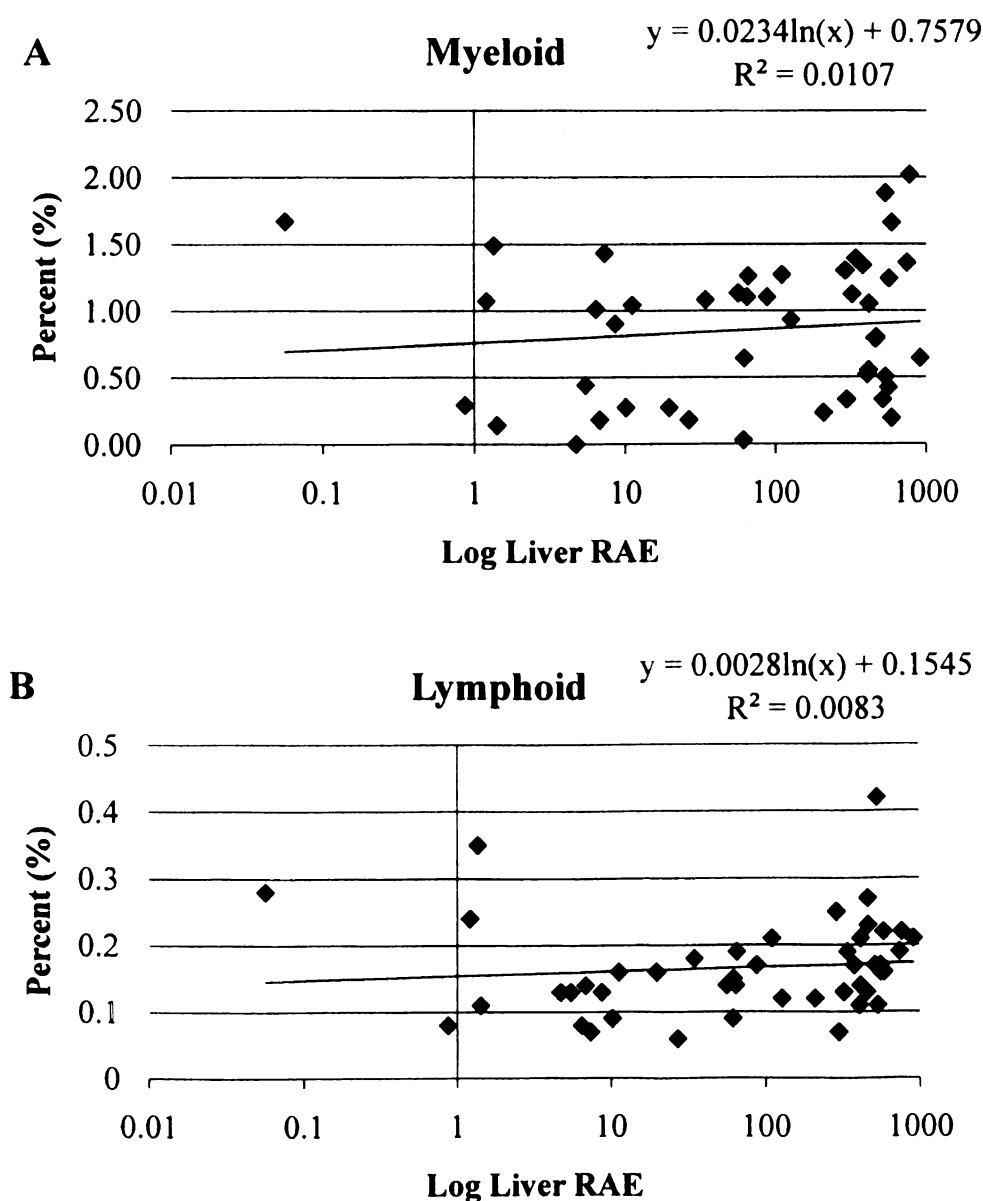 A
Myeloid
y = 0.0234ln(x) + 0.7579
R² = 0.0107
2.50
2.00
1.50
1.00
0.50
0.00
Percent (%)
0.01 0.1 1 10 100 1000
Log Liver RAE
B
Lymphoid
y = 0.0028ln(x) + 0.1545
R² = 0.0083
0.5
0.4
0.3
0.2
0.1
0
Percent (%)
0.01 0.1 1 10 100 1000
Log Liver RAE